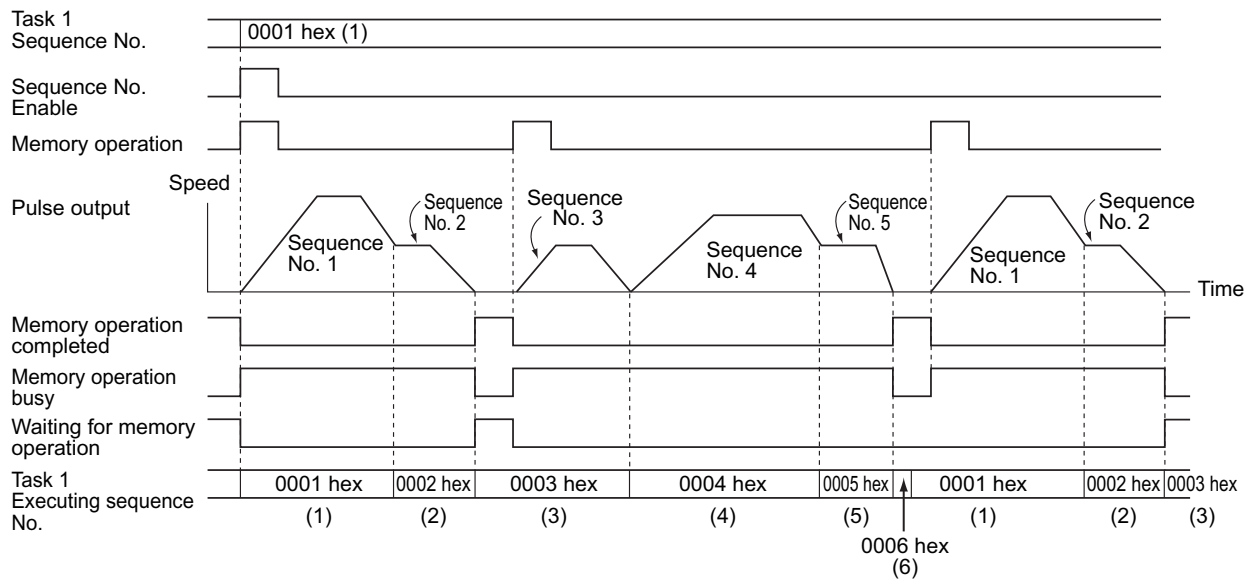 Task 1
Sequence No.
0001 hex (1)
Sequence No.
Enable
Memory operation
Speed
Pulse output
Sequence
No. 1
Sequence
No. 2
Sequence
No. 3
Sequence
No. 4
Sequence
No. 5
Sequence
No. 1
Sequence
No. 2
Time
Memory operation
completed
Memory operation
busy
Waiting for memory
operation
Task 1
Executing sequence
No.
0001 hex 0002 hex 0003 hex 0004 hex 0005 hex 0001 hex 0002 hex 0003 hex
(1) (2) (3) (4) (5) (1) (2) (3)
0006 hex
(6)